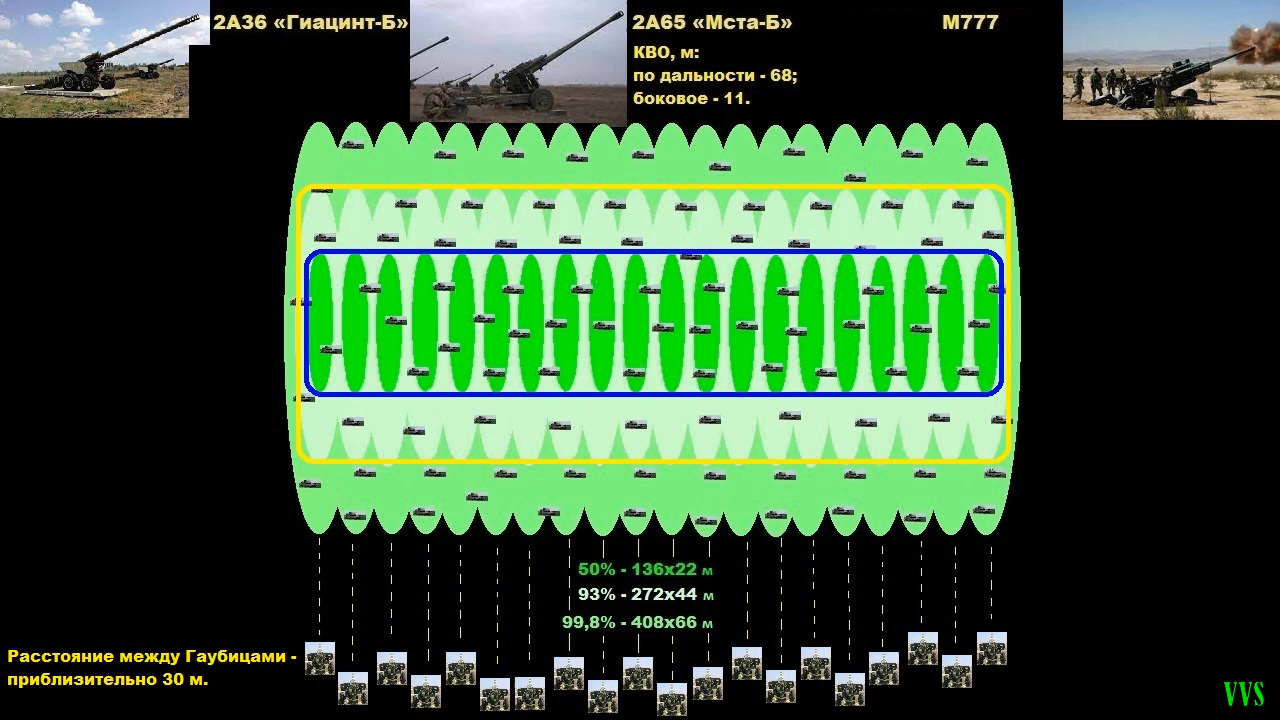 2А36 «Гиацинт-Б»
2А65 «Мста-Б»
М777
КВО, м:
по дальности - 68;
боковое - 11.
50% - 136х22 м
93% - 272х44 м
99,8% - 408х66 м
Расстояние между Гаубицами -
приблизительно 30 м.
VVS